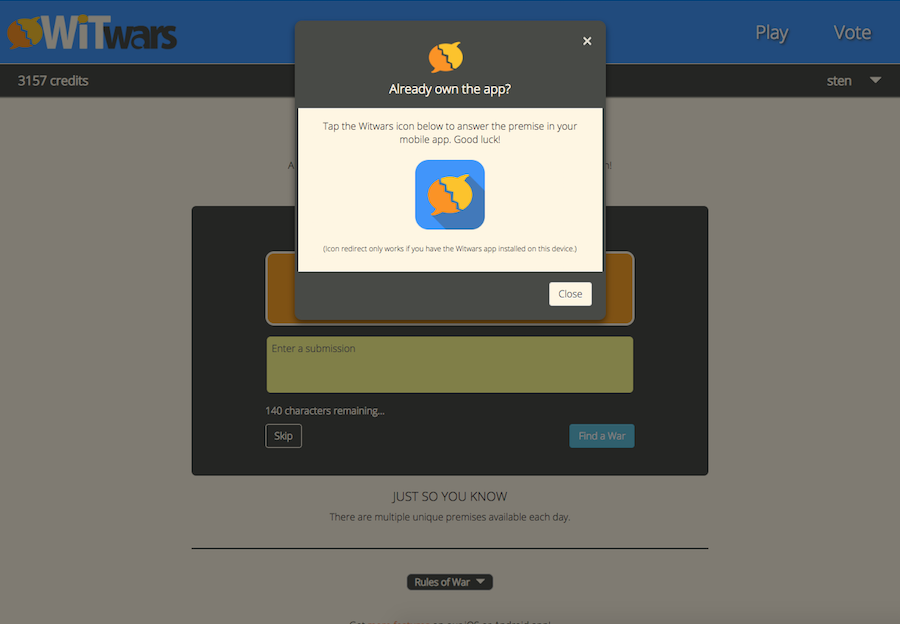 WiTwars
Play
Vote
3157 credits
sten
Already own the app?
Tap the Witwars icon below to answer the premise in your
mobile app. Good luck!
(Icon redirect only works if you have the Witwars app installed on this device.)
Close
Enter a submission
140 characters remaining...
Skip
Find a War
JUST SO YOU KNOW
There are multiple unique premises available each day.
Rules of War